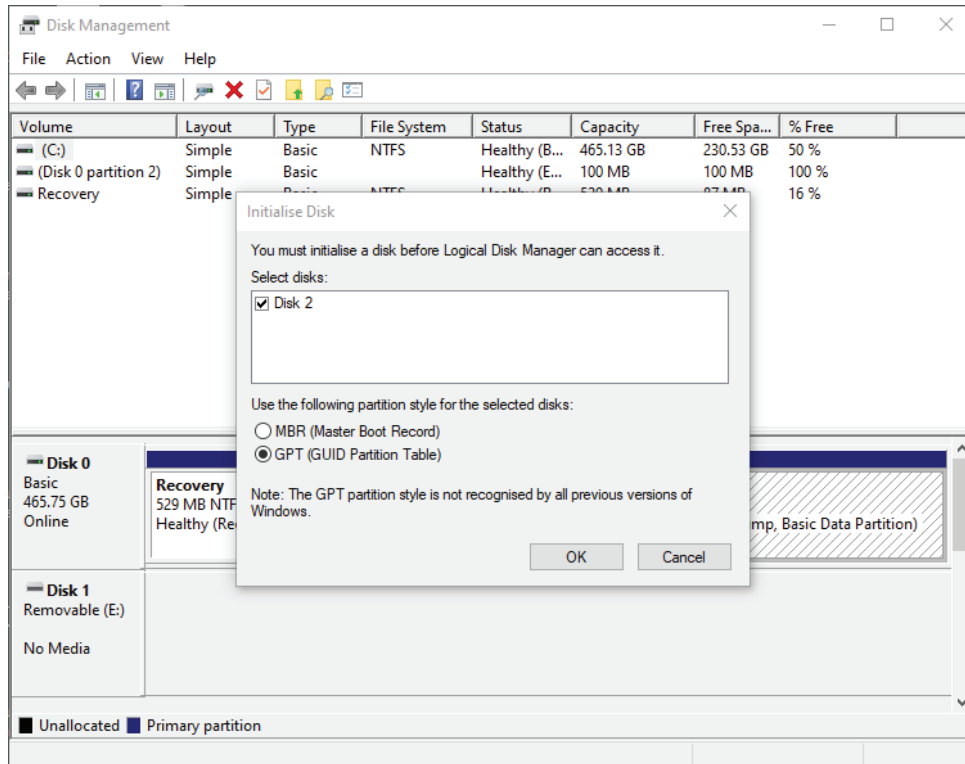 Disk Management
File Action View Help
Volume Layout Type File System Status Capacity Free Spa... % Free
(C:) Simple Basic NTFS Healthy (B... 465.13 GB 230.53 GB 50 %
(Disk 0 partition 2) Simple Basic Healthy (E... 100 MB 100 MB 100 %
Recovery Simple Basic NTFS 529 MB 87 MB 16 %
Initialise Disk
You must initialise a disk before Logical Disk Manager can access it.
Select disks:
Disk 2
Use the following partition style for the selected disks:
MBR (Master Boot Record)
GPT (GUID Partition Table)
Note: The GPT partition style is not recognised by all previous versions of
Windows.
OK Cancel
Disk 0
Basic
465.75 GB
Online
Recovery
529 MB NTF
Healthy (Re
mp, Basic Data Partition)
Disk 1
Removable (E:)
No Media
Unallocated Primary partition